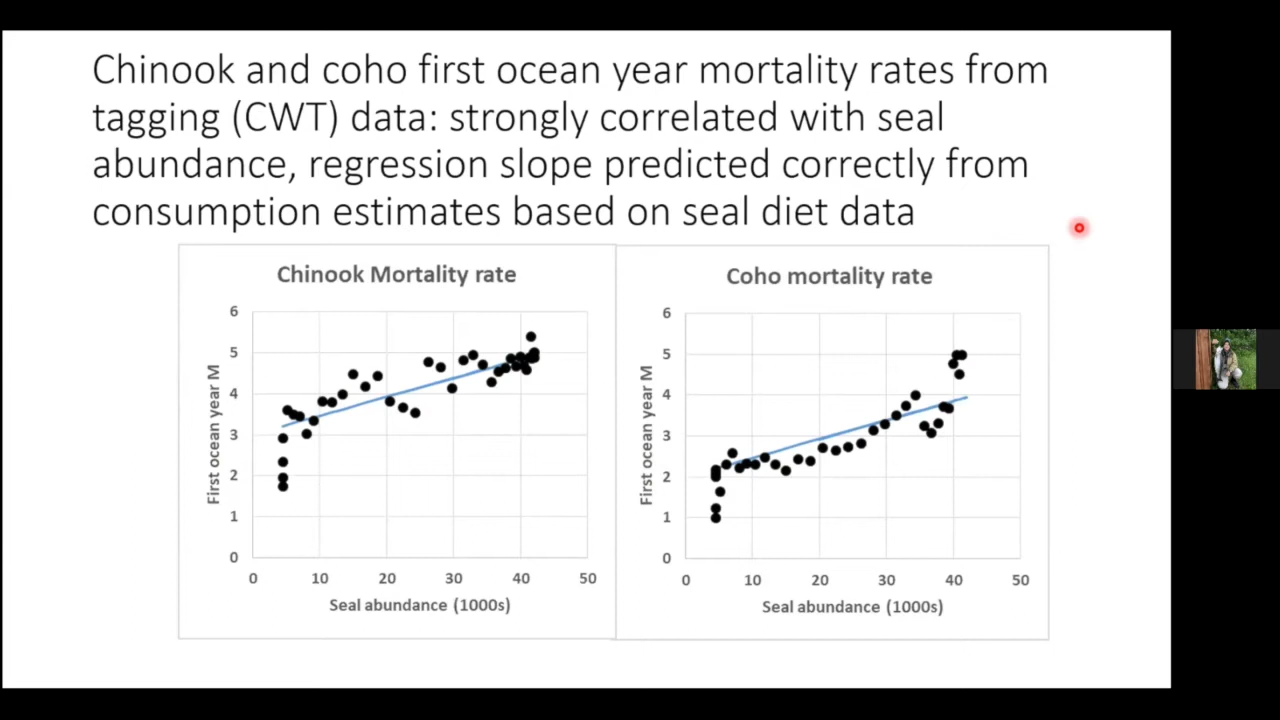 Chinook and coho first ocean year mortality rates from
tagging (CWT) data: strongly correlated with seal
abundance, regression slope predicted correctly from
consumption estimates based on seal diet data
Chinook Mortality rate
6
5
4
3
2
1
0
First ocean year M
0 10 20 30 40 50
Seal abundance (1000s)
Coho mortality rate
6
5
4
3
2
1
0
First ocean year M
0 10 20 30 40 50
Seal abundance (1000s)